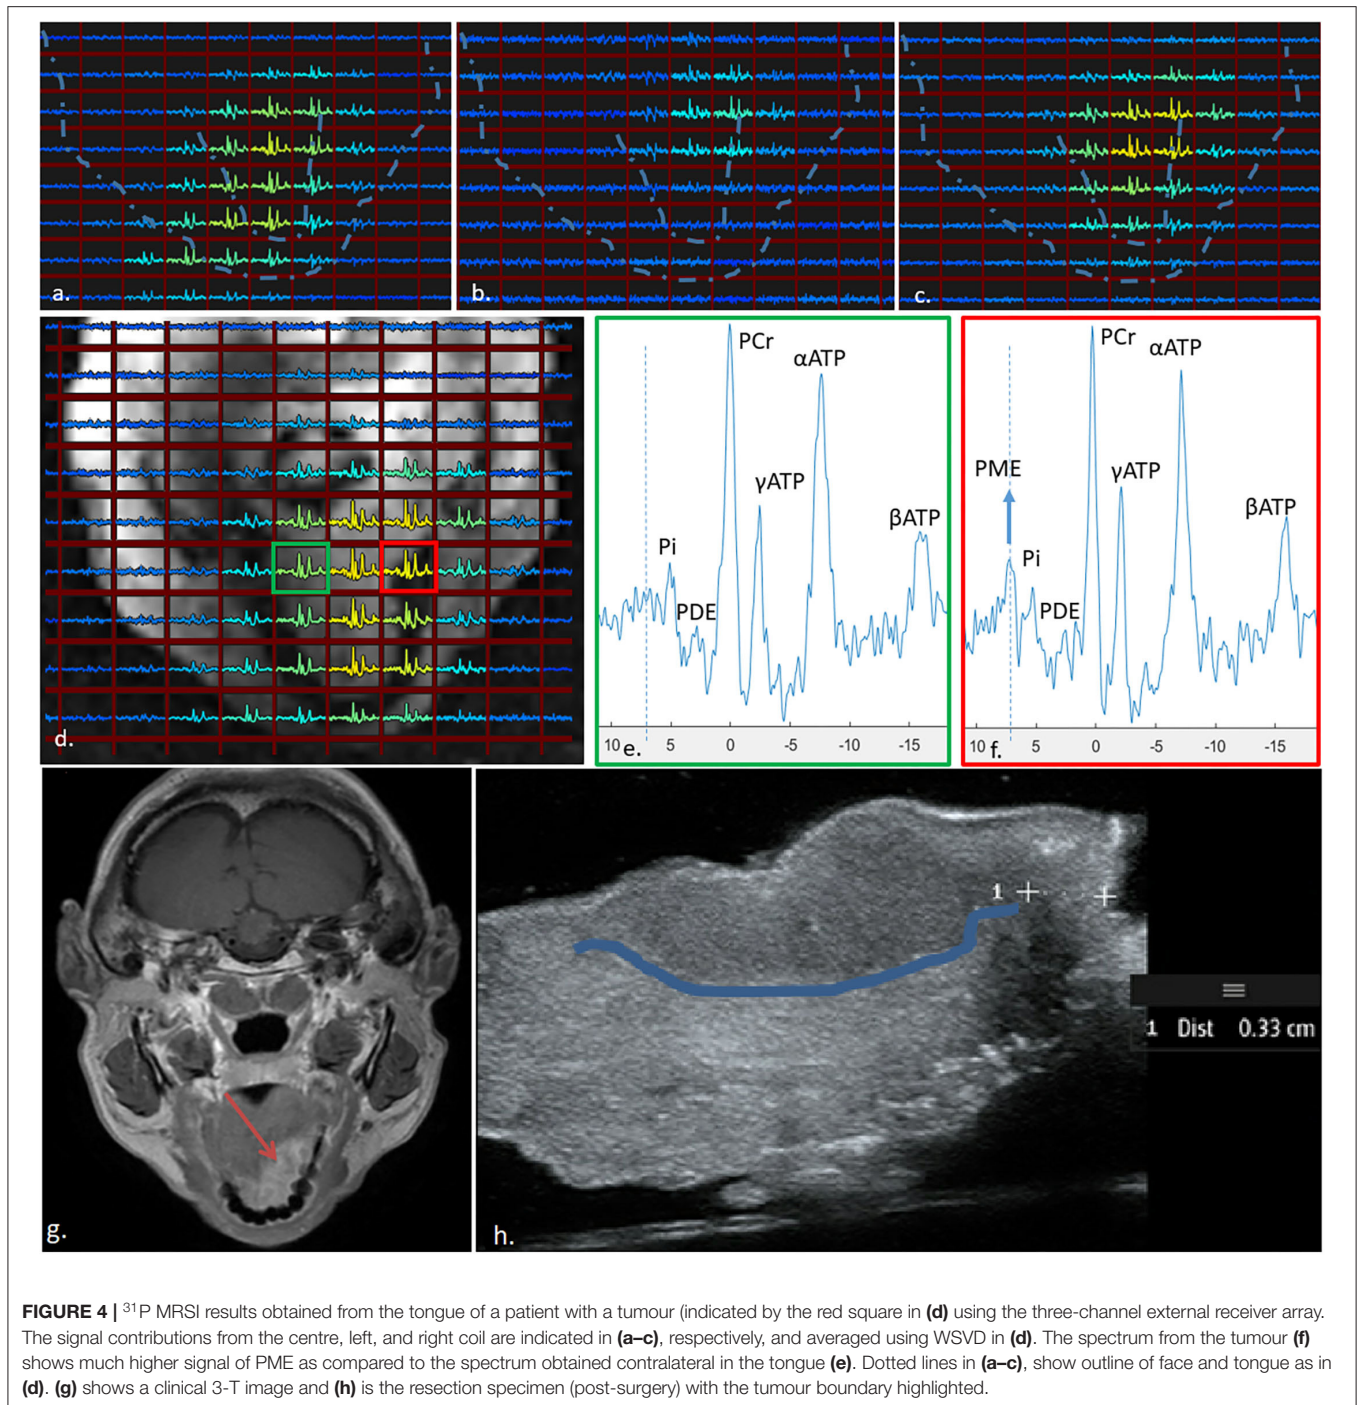 a.
b.
c.
d.
PCr
αATP
γATP
βATP
Pi
PDE
10 5 0 -5 -10 -15
e.
PCr
αATP
PME
γATP
βATP
Pi
PDE
10 5 0 -5 -10 -15
f.
g.
1
1 Dist 0.33 cm
h.
FIGURE 4 | ³¹P MRSI results obtained from the tongue of a patient with a tumour (indicated by the red square in (d) using the three-channel external receiver array.
The signal contributions from the centre, left, and right coil are indicated in (a–c), respectively, and averaged using WSVD in (d). The spectrum from the tumour (f)
shows much higher signal of PME as compared to the spectrum obtained contralateral in the tongue (e). Dotted lines in (a–c), show outline of face and tongue as in
(d). (g) shows a clinical 3-T image and (h) is the resection specimen (post-surgery) with the tumour boundary highlighted.